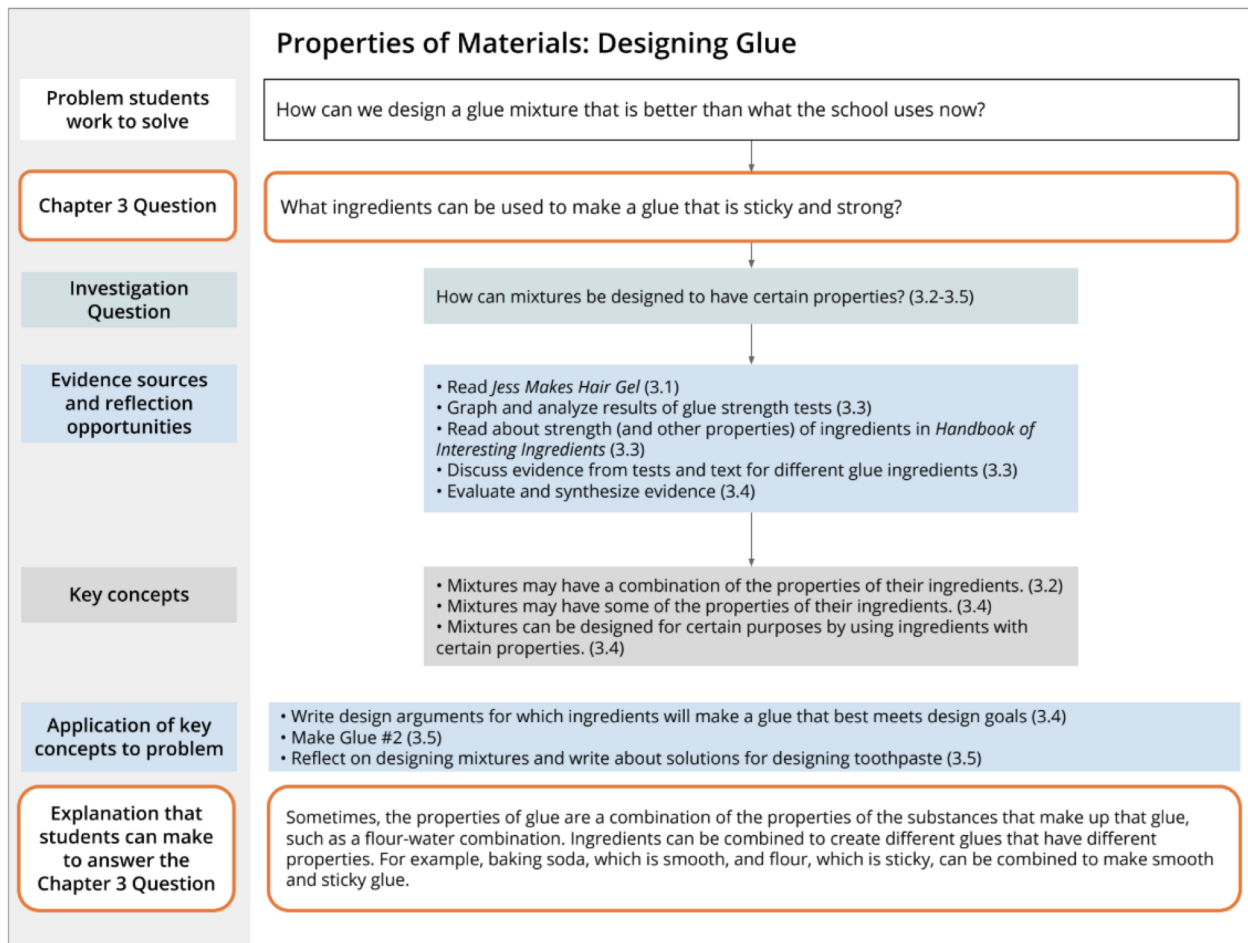 Properties of Materials: Designing Glue
Problem students
work to solve
How can we design a glue mixture that is better than what the school uses now?
Chapter 3 Question
What ingredients can be used to make a glue that is sticky and strong?
Investigation
Question
How can mixtures be designed to have certain properties? (3.2-3.5)
Evidence sources
and reflection
opportunities
• Read Jess Makes Hair Gel (3.1)
• Graph and analyze results of glue strength tests (3.3)
• Read about strength (and other properties) of ingredients in Handbook of
Interesting Ingredients (3.3)
• Discuss evidence from tests and text for different glue ingredients (3.3)
• Evaluate and synthesize evidence (3.4)
Key concepts
• Mixtures may have a combination of the properties of their ingredients. (3.2)
• Mixtures may have some of the properties of their ingredients. (3.4)
• Mixtures can be designed for certain purposes by using ingredients with
certain properties. (3.4)
Application of key
concepts to problem
• Write design arguments for which ingredients will make a glue that best meets design goals (3.4)
• Make Glue #2 (3.5)
• Reflect on designing mixtures and write about solutions for designing toothpaste (3.5)
Explanation that
students can make
to answer the
Chapter 3 Question
Sometimes, the properties of glue are a combination of the properties of the substances that make up that glue,
such as a flour-water combination. Ingredients can be combined to create different glues that have different
properties. For example, baking soda, which is smooth, and flour, which is sticky, can be combined to make smooth
and sticky glue.